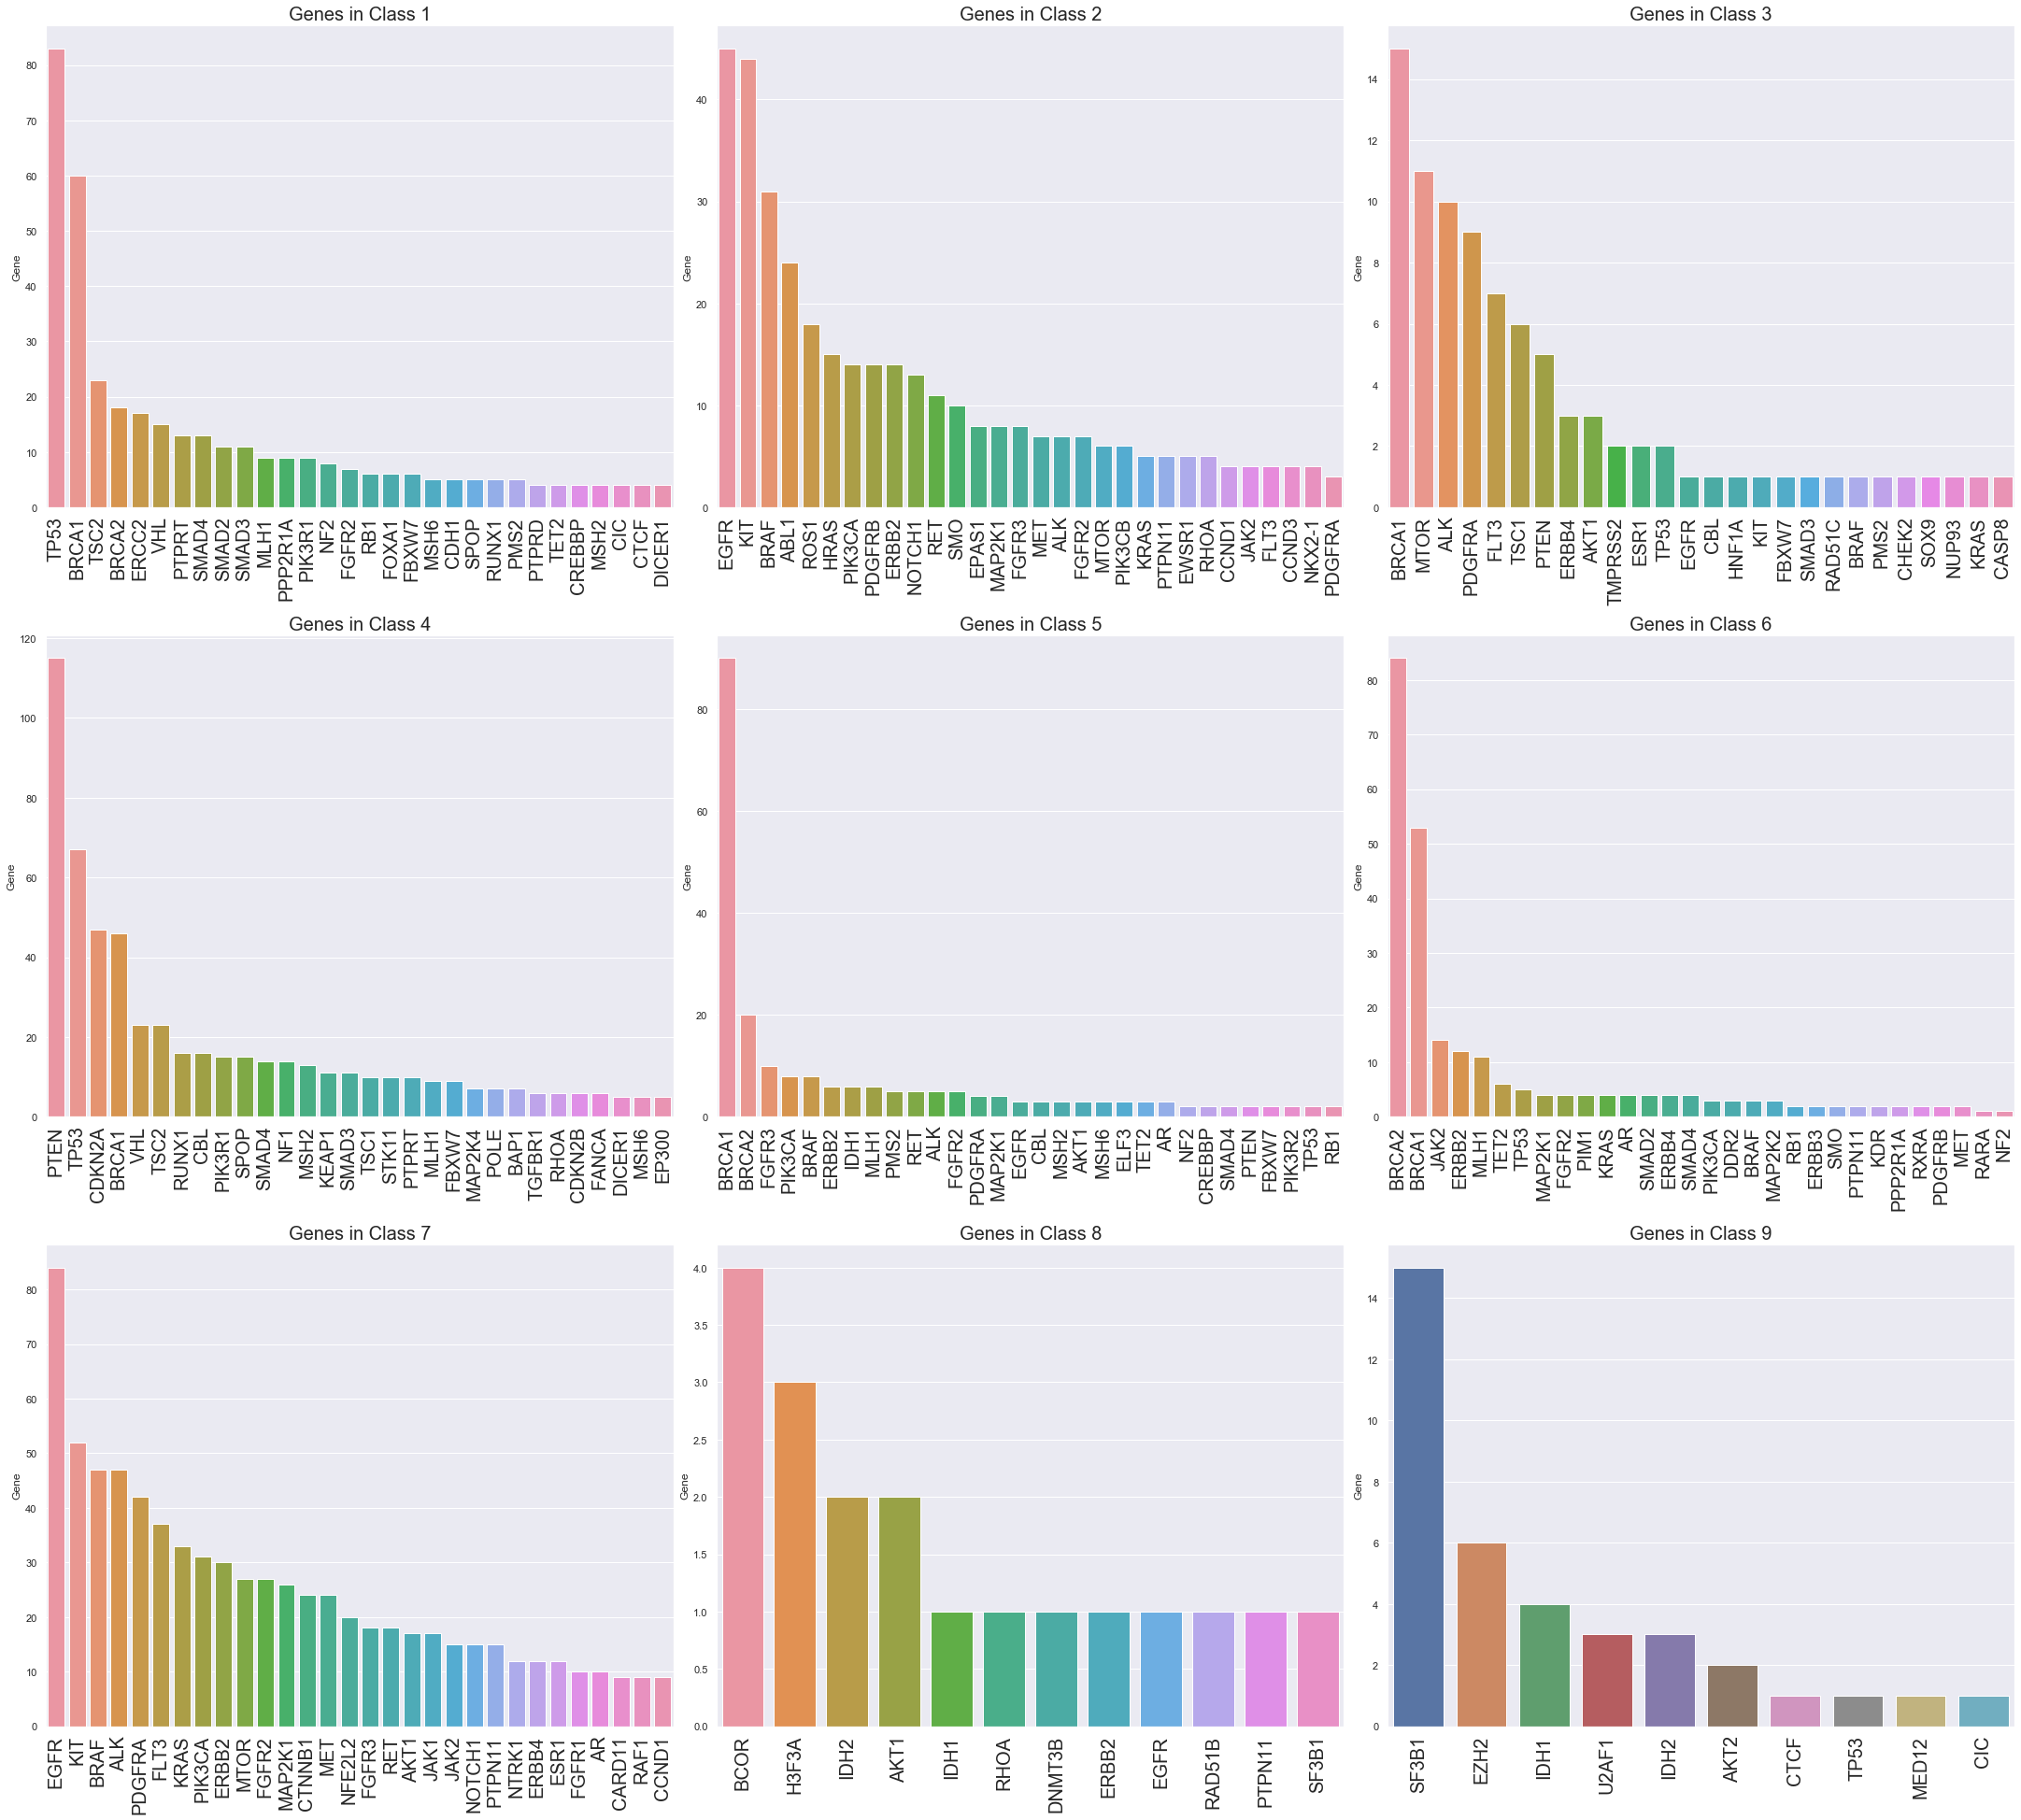 Genes in Class 1
80
70
60
50
40
30
20
10
0
Gene
TP53 BRCA1 TSC2 BRCA2 ERCC2 VHL PTPRT SMAD4 SMAD2 SMAD3 MLH1 PPP2R1A PIK3R1 NF2 FGFR2 RB1 FOXA1 FBXW7 MSH6 CDH1 SPOP RUNX1 PMS2 PTPRD TET2 CREBBP MSH2 CIC CTCF DICER1
Genes in Class 2
40
30
20
10
0
Gene
EGFR KIT BRAF ABL1 ROS1 HRAS PIK3CA PDGFRB ERBB2 NOTCH1 RET SMO EPAS1 MAP2K1 FGFR3 MET ALK FGFR2 MTOR PIK3CB KRAS PTPN11 EWSR1 RHOA CCND1 JAK2 FLT3 CCND3 NKX2-1 PDGFRA
Genes in Class 3
14
12
10
8
6
4
2
0
Gene
BRCA1 MTOR ALK PDGFRA FLT3 TSC1 PTEN ERBB4 AKT1 TMPRSS2 ESR1 TP53 EGFR CBL HNF1A KIT FBXW7 SMAD3 RAD51C BRAF PMS2 CHEK2 SOX9 NUP93 KRAS CASP8
Genes in Class 4
120
100
80
60
40
20
0
Gene
PTEN TP53 CDKN2A BRCA1 VHL TSC2 RUNX1 CBL PIK3R1 SPOP SMAD4 NF1 MSH2 KEAP1 SMAD3 TSC1 STK11 PTPRT MLH1 FBXW7 MAP2K4 POLE BAP1 TGFBR1 RHOA CDKN2B FANCA DICER1 MSH6 EP300
Genes in Class 5
80
60
40
20
0
Gene
BRCA1 BRCA2 FGFR3 PIK3CA BRAF ERBB2 IDH1 MLH1 PMS2 RET ALK FGFR2 PDGFRA MAP2K1 EGFR CBL MSH2 AKT1 MSH6 ELF3 TET2 AR NF2 CREBBP SMAD4 PTEN FBXW7 PIK3R2 TP53 RB1
Genes in Class 6
80
70
60
50
40
30
20
10
0
Gene
BRCA2 BRCA1 JAK2 ERBB2 MLH1 TET2 TP53 MAP2K1 FGFR2 PIM1 KRAS AR SMAD2 ERBB4 SMAD4 PIK3CA DDR2 BRAF MAP2K2 RB1 ERBB3 SMO PTPN11 KDR PPP2R1A RXRA PDGFRB MET RARA NF2
Genes in Class 7
80
70
60
50
40
30
20
10
0
Gene
EGFR KIT BRAF ALK PDGFRA FLT3 KRAS PIK3CA ERBB2 MTOR FGFR2 MAP2K1 CTNNB1 MET NFE2L2 FGFR3 RET AKT1 JAK1 JAK2 NOTCH1 PTPN11 NTRK1 ERBB4 ESR1 FGFR1 AR CARD11 RAF1 CCND1
Genes in Class 8
4.0
3.5
3.0
2.5
2.0
1.5
1.0
0.5
0.0
Gene
BCOR H3F3A IDH2 AKT1 IDH1 RHOA DNMT3B ERBB2 EGFR RAD51B PTPN11 SF3B1
Genes in Class 9
14
12
10
8
6
4
2
0
Gene
SF3B1 EZH2 IDH1 U2AF1 IDH2 AKT2 CTCF TP53 MED12 CIC